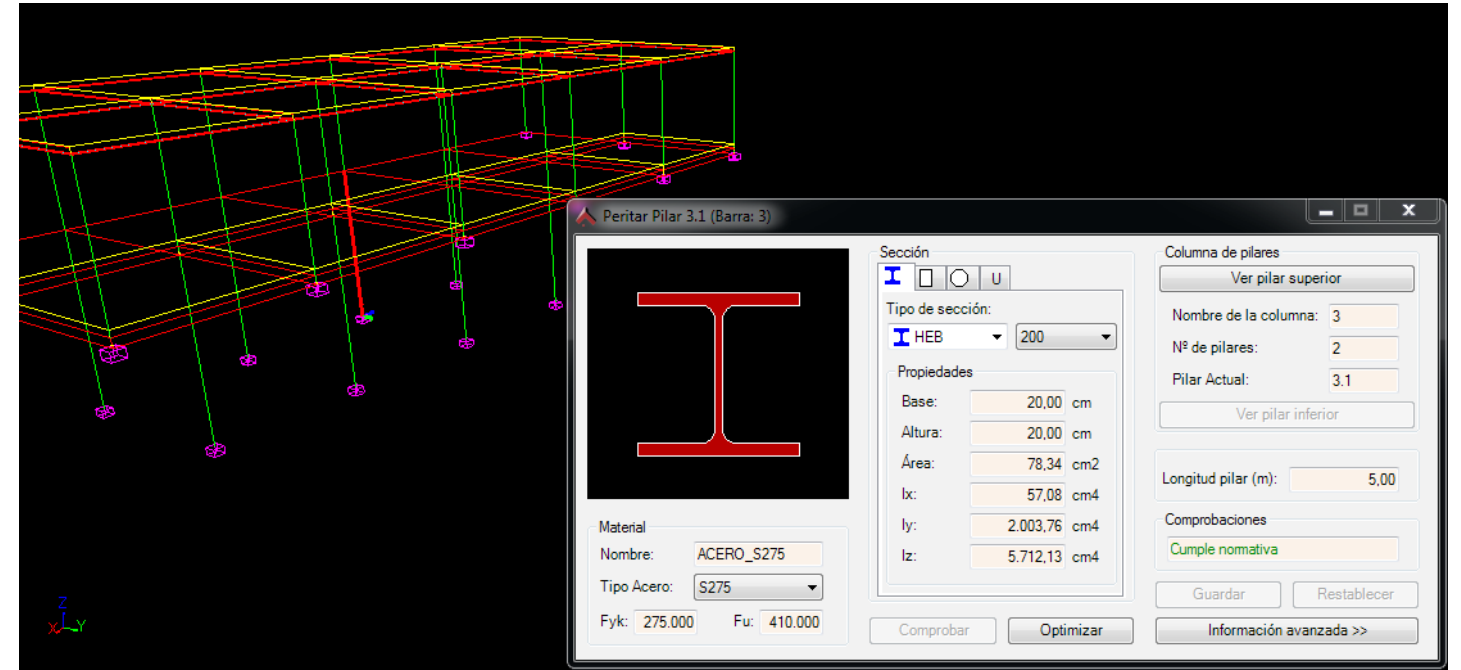 Peritar Pilar 3.1 (Barra: 3)
Sección
U
Tipo de sección:
HEB 200
Propiedades
Base: 20,00 cm
Altura: 20,00 cm
Área: 78,34 cm2
Ix: 57,08 cm4
Iy: 2.003,76 cm4
Iz: 5.712,13 cm4
Material
Nombre: ACERO_S275
Tipo Acero: S275
Fyk: 275.000 Fu: 410.000
Comprobar Optimizar
Columna de pilares
Ver pilar superior
Nombre de la columna: 3
Nº de pilares: 2
Pilar Actual: 3.1
Ver pilar inferior
Longitud pilar (m): 5,00
Comprobaciones
Cumple normativa
Guardar Restablecer
Información avanzada >>
Z
X Y